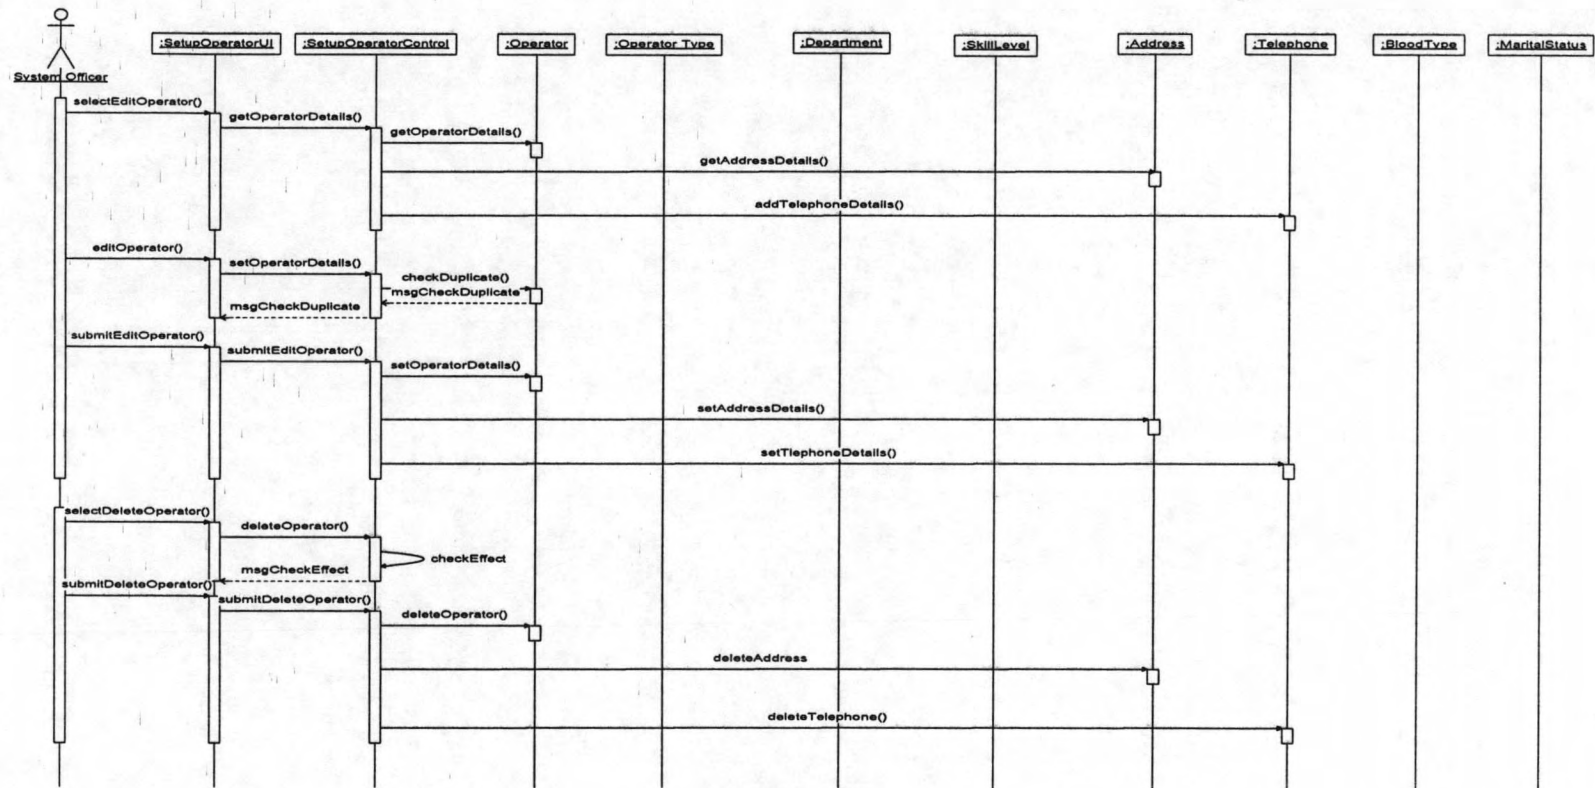 :SetupOperatorUI
:SetupOperatorControl
:Operator
:Operator Type
:Department
:SkillLevel
:Address
:Telephone
:BloodType
:MaritalStatus
System Officer
selectEditOperator()
getOperatorDetails()
getOperatorDetails()
getAddressDetails()
addTelephoneDetails()
editOperator()
setOperatorDetails()
checkDuplicate()
msgCheckDuplicate
msgCheckDuplicate
submitEditOperator()
submitEditOperator()
setOperatorDetails()
setAddressDetails()
setTlephoneDetails()
selectDeleteOperator()
deleteOperator()
checkEffect
msgCheckEffect
submitDeleteOperator()
submitDeleteOperator()
deleteOperator()
deleteAddress
deleteTelephone()